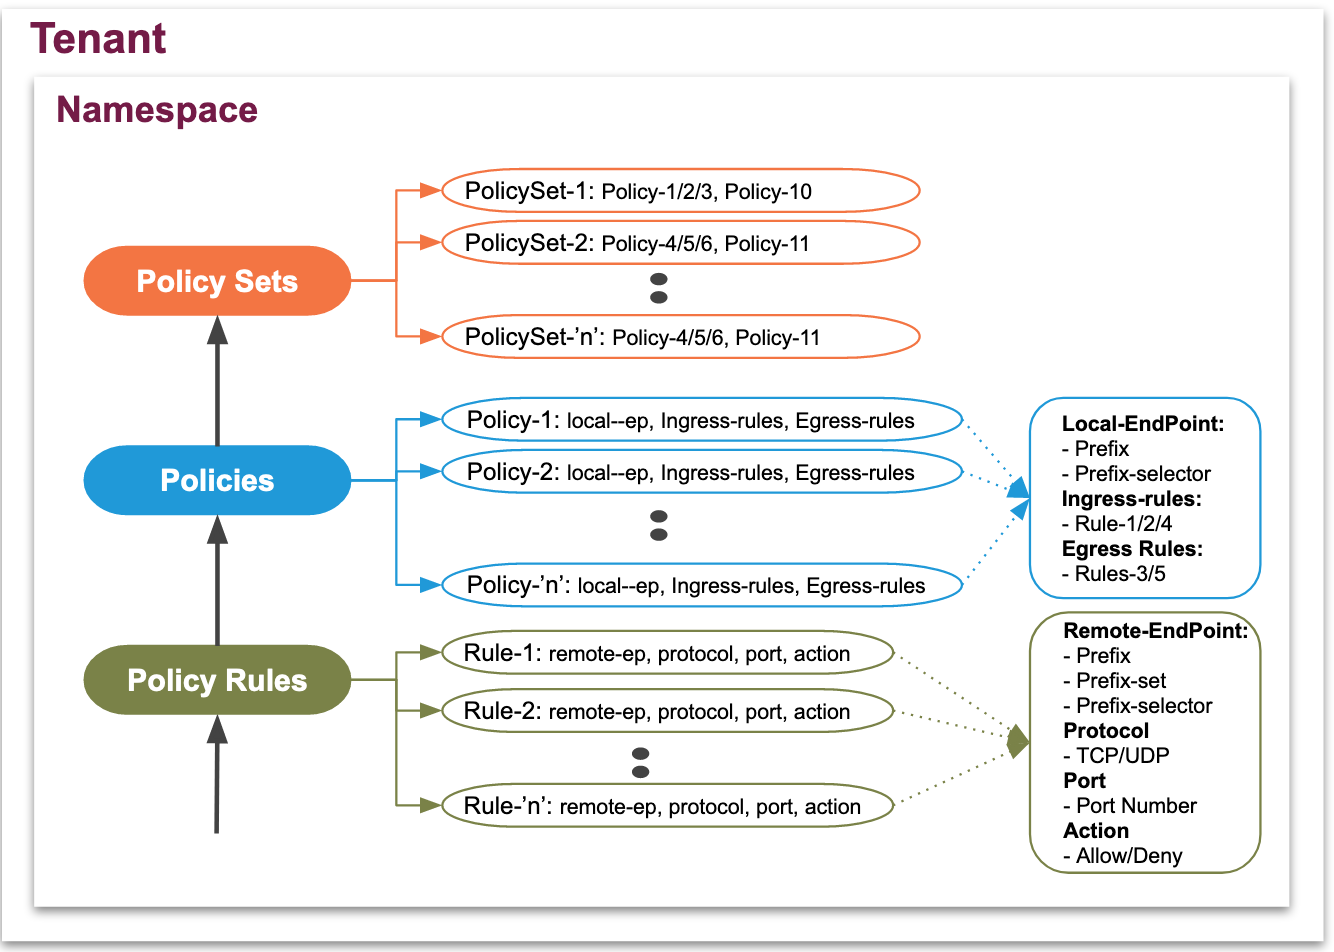 Tenant
Namespace
Policy Sets
PolicySet-1: Policy-1/2/3, Policy-10
PolicySet-2: Policy-4/5/6, Policy-11
PolicySet-’n’: Policy-4/5/6, Policy-11
Policies
Policy-1: local--ep, Ingress-rules, Egress-rules
Policy-2: local--ep, Ingress-rules, Egress-rules
Policy-’n’: local--ep, Ingress-rules, Egress-rules
Local-EndPoint:
- Prefix
- Prefix-selector
Ingress-rules:
- Rule-1/2/4
Egress Rules:
- Rules-3/5
Policy Rules
Rule-1: remote-ep, protocol, port, action
Rule-2: remote-ep, protocol, port, action
Rule-’n’: remote-ep, protocol, port, action
Remote-EndPoint:
- Prefix
- Prefix-set
- Prefix-selector
Protocol
- TCP/UDP
Port
- Port Number
Action
- Allow/Deny